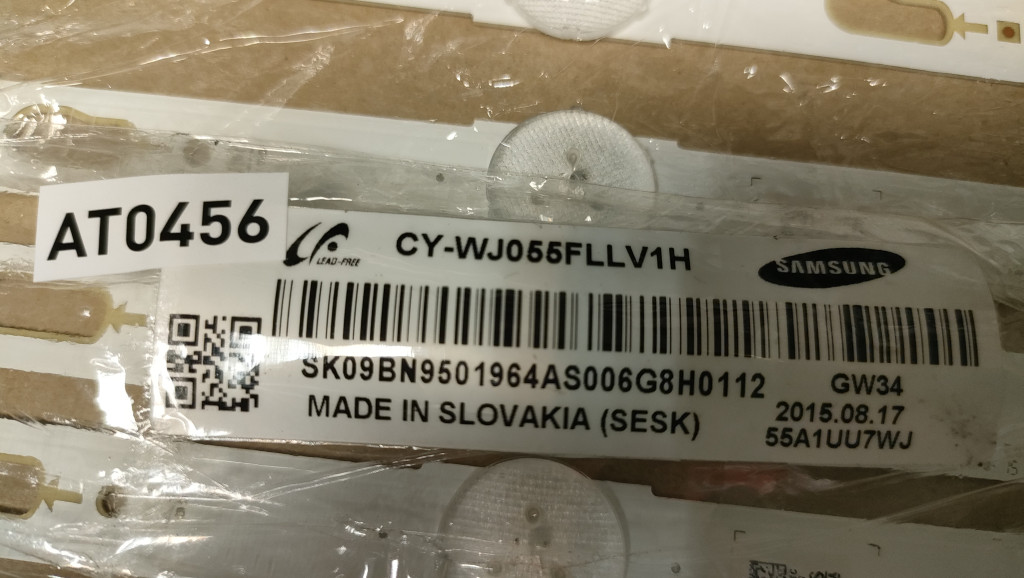 AT0456
LEAD-FREE
CY-WJ055FLLV1H
SAMSUNG
SK09BN9501964AS006G8H0112
GW34
MADE IN SLOVAKIA (SESK)
2015.08.17
55A1UU7WJ